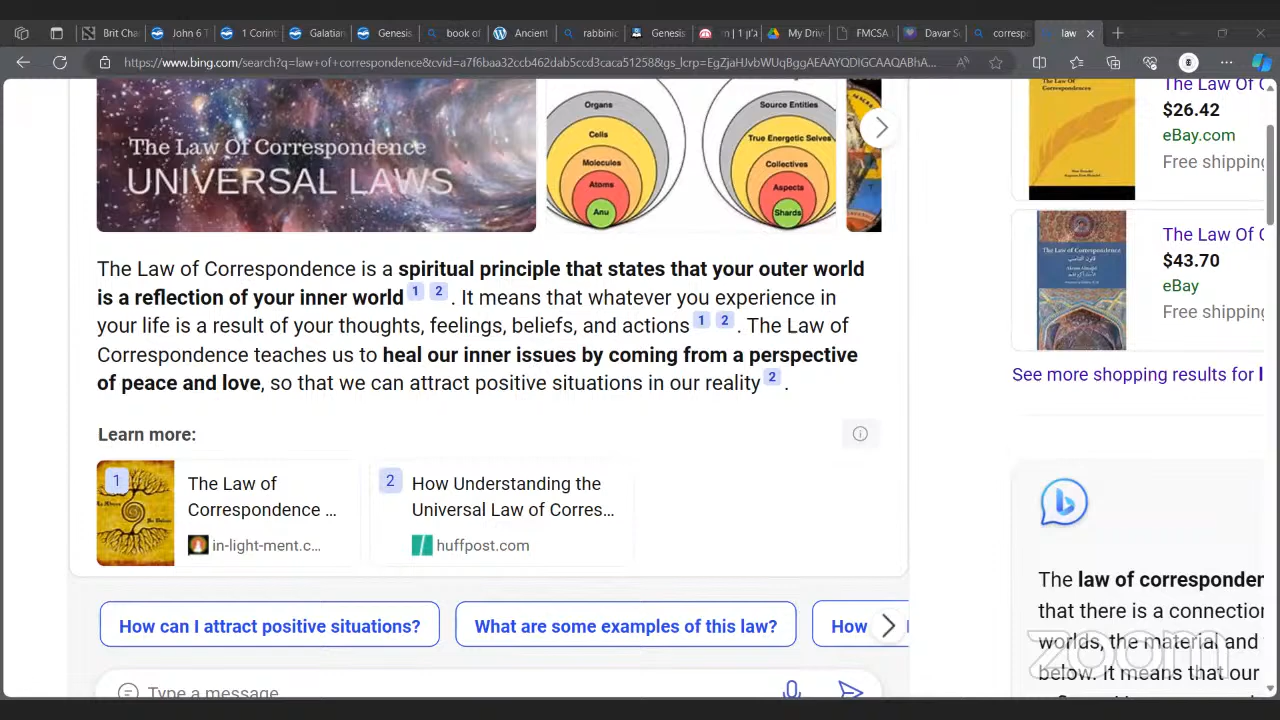 Brit Cha
John 6 T
1 Corint
Galatian
Genesis
book of
Ancient
rabbinic
Genesis
My Drive
FMCSA
Davar S
corresp
law
https://www.bing.com/search?q=law+of+correspondence&cvid=a7f6baa32ccb462dab5ccd3caca51258&gs_lcrp=EgZjaHJvbWUqBggAEAAYQDIGCAAQABhA...
The Law Of Correspondence
UNIVERSAL LAWS
Organs
Cells
Molecules
Atoms
Anu
Source Entities
True Energetic Selves
Collectives
Aspects
Shards
The Law of Correspondence is a spiritual principle that states that your outer world
is a reflection of your inner world 1 2 . It means that whatever you experience in
your life is a result of your thoughts, feelings, beliefs, and actions 1 2 . The Law of
Correspondence teaches us to heal our inner issues by coming from a perspective
of peace and love, so that we can attract positive situations in our reality 2 .
Learn more:
1
The Law of
Correspondence ...
in-light-ment.c...
2
How Understanding the
Universal Law of Corres...
huffpost.com
How can I attract positive situations?
What are some examples of this law?
How
Type a message
The Law Of C
$26.42
eBay.com
Free shipping
The Law Of C
$43.70
eBay
Free shipping
See more shopping results for l
The law of corresponder
that there is a connection
worlds, the material and
below. It means that our
zoom